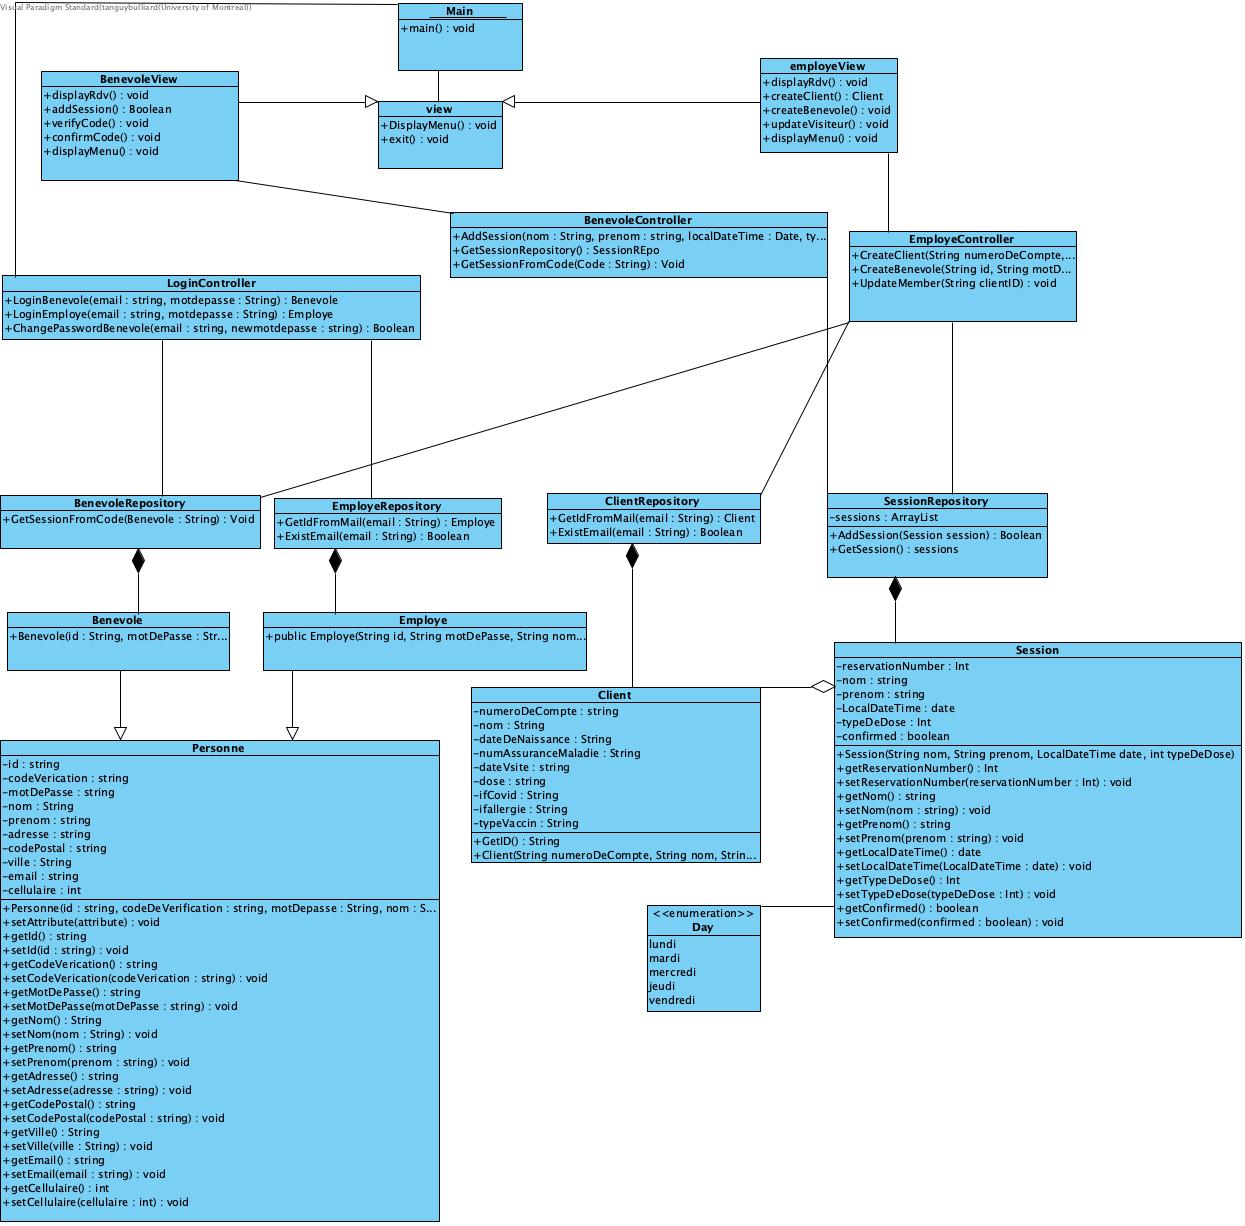 Visual Paradigm Standard(tanguybulliard(University of Montreal))
Main
+main() : void
BenevoleView
+displayRdv() : void
+addSession() : Boolean
+verifyCode() : void
+confirmCode() : void
+displayMenu() : void
view
+DisplayMenu() : void
+exit() : void
employeView
+displayRdv() : void
+createClient() : Client
+createBenevole() : void
+updateVisiteur() : void
+displayMenu() : void
BenevoleController
+AddSession(nom : String, prenom : string, localDateTime : Date, ty...
+GetSessionRepository() : SessionREpo
+GetSessionFromCode(Code : String) : Void
EmployeController
+CreateClient(String numeroDeCompte,...
+CreateBenevole(String id, String motD...
+UpdateMember(String clientID) : void
LoginController
+LoginBenevole(email : string, motdepasse : String) : Benevole
+LoginEmploye(email : string, motdepasse : String) : Employe
+ChangePasswordBenevole(email : string, newmotdepasse : string) : Boolean
BenevoleRepository
+GetSessionFromCode(Benevole : String) : Void
EmployeRepository
+GetIdFromMail(email : String) : Employe
+ExistEmail(email : String) : Boolean
ClientRepository
+GetIdFromMail(email : String) : Client
+ExistEmail(email : String) : Boolean
SessionRepository
-sessions : ArrayList
+AddSession(Session session) : Boolean
+GetSession() : sessions
Benevole
+Benevole(id : String, motDePasse : Str...
Employe
+public Employe(String id, String motDePasse, String nom...
Client
-numeroDeCompte : string
-nom : String
-dateDeNaissance : String
-numAssuranceMaladie : String
-dateVsite : string
-dose : string
-ifCovid : String
-ifallergie : String
-typeVaccin : String
+GetID() : String
+Client(String numeroDeCompte, String nom, Strin...
Session
-reservationNumber : Int
-nom : string
-prenom : string
-LocalDateTime : date
-typeDeDose : Int
-confirmed : boolean
+Session(String nom, String prenom, LocalDateTime date, int typeDeDose)
+getReservationNumber() : Int
+setReservationNumber(reservationNumber : Int) : void
+getNom() : string
+setNom(nom : string) : void
+getPrenom() : string
+setPrenom(prenom : string) : void
+getLocalDateTime() : date
+setLocalDateTime(LocalDateTime : date) : void
+getTypeDeDose() : Int
+setTypeDeDose(typeDeDose : Int) : void
+getConfirmed() : boolean
+setConfirmed(confirmed : boolean) : void
Personne
-id : string
-codeVerication : string
-motDePasse : string
-nom : String
-prenom : string
-adresse : string
-codePostal : string
-ville : String
-email : string
-cellulaire : int
+Personne(id : string, codeDeVerification : string, motDepasse : String, nom : S...
+setAttribute(attribute) : void
+getId() : string
+setId(id : string) : void
+getCodeVerication() : string
+setCodeVerication(codeVerication : string) : void
+getMotDePasse() : string
+setMotDePasse(motDePasse : string) : void
+getNom() : String
+setNom(nom : String) : void
+getPrenom() : string
+setPrenom(prenom : string) : void
+getAdresse() : string
+setAdresse(adresse : string) : void
+getCodePostal() : string
+setCodePostal(codePostal : string) : void
+getVille() : String
+setVille(ville : String) : void
+getEmail() : string
+setEmail(email : string) : void
+getCellulaire() : int
+setCellulaire(cellulaire : int) : void
<<enumeration>>
Day
lundi
mardi
mercredi
jeudi
vendredi